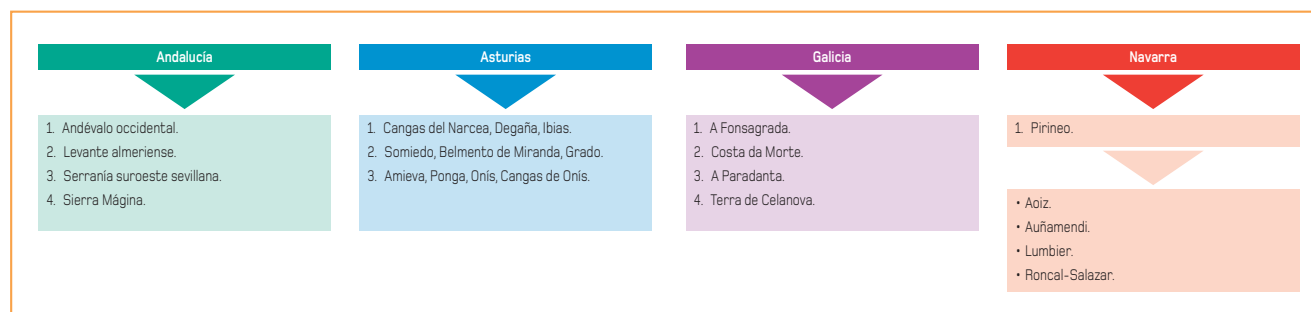 Andalucía
1. Andévalo occidental.
2. Levante almeriense.
3. Serranía suroeste sevillana.
4. Sierra Mágina.
Asturias
1. Cangas del Narcea, Degaña, Ibias.
2. Somiedo, Belmento de Miranda, Grado.
3. Amieva, Ponga, Onís, Cangas de Onís.
Galicia
1. A Fonsagrada.
2. Costa da Morte.
3. A Paradanta.
4. Terra de Celanova.
Navarra
1. Pirineo.
• Aoiz.
• Auñamendi.
• Lumbier.
• Roncal-Salazar.